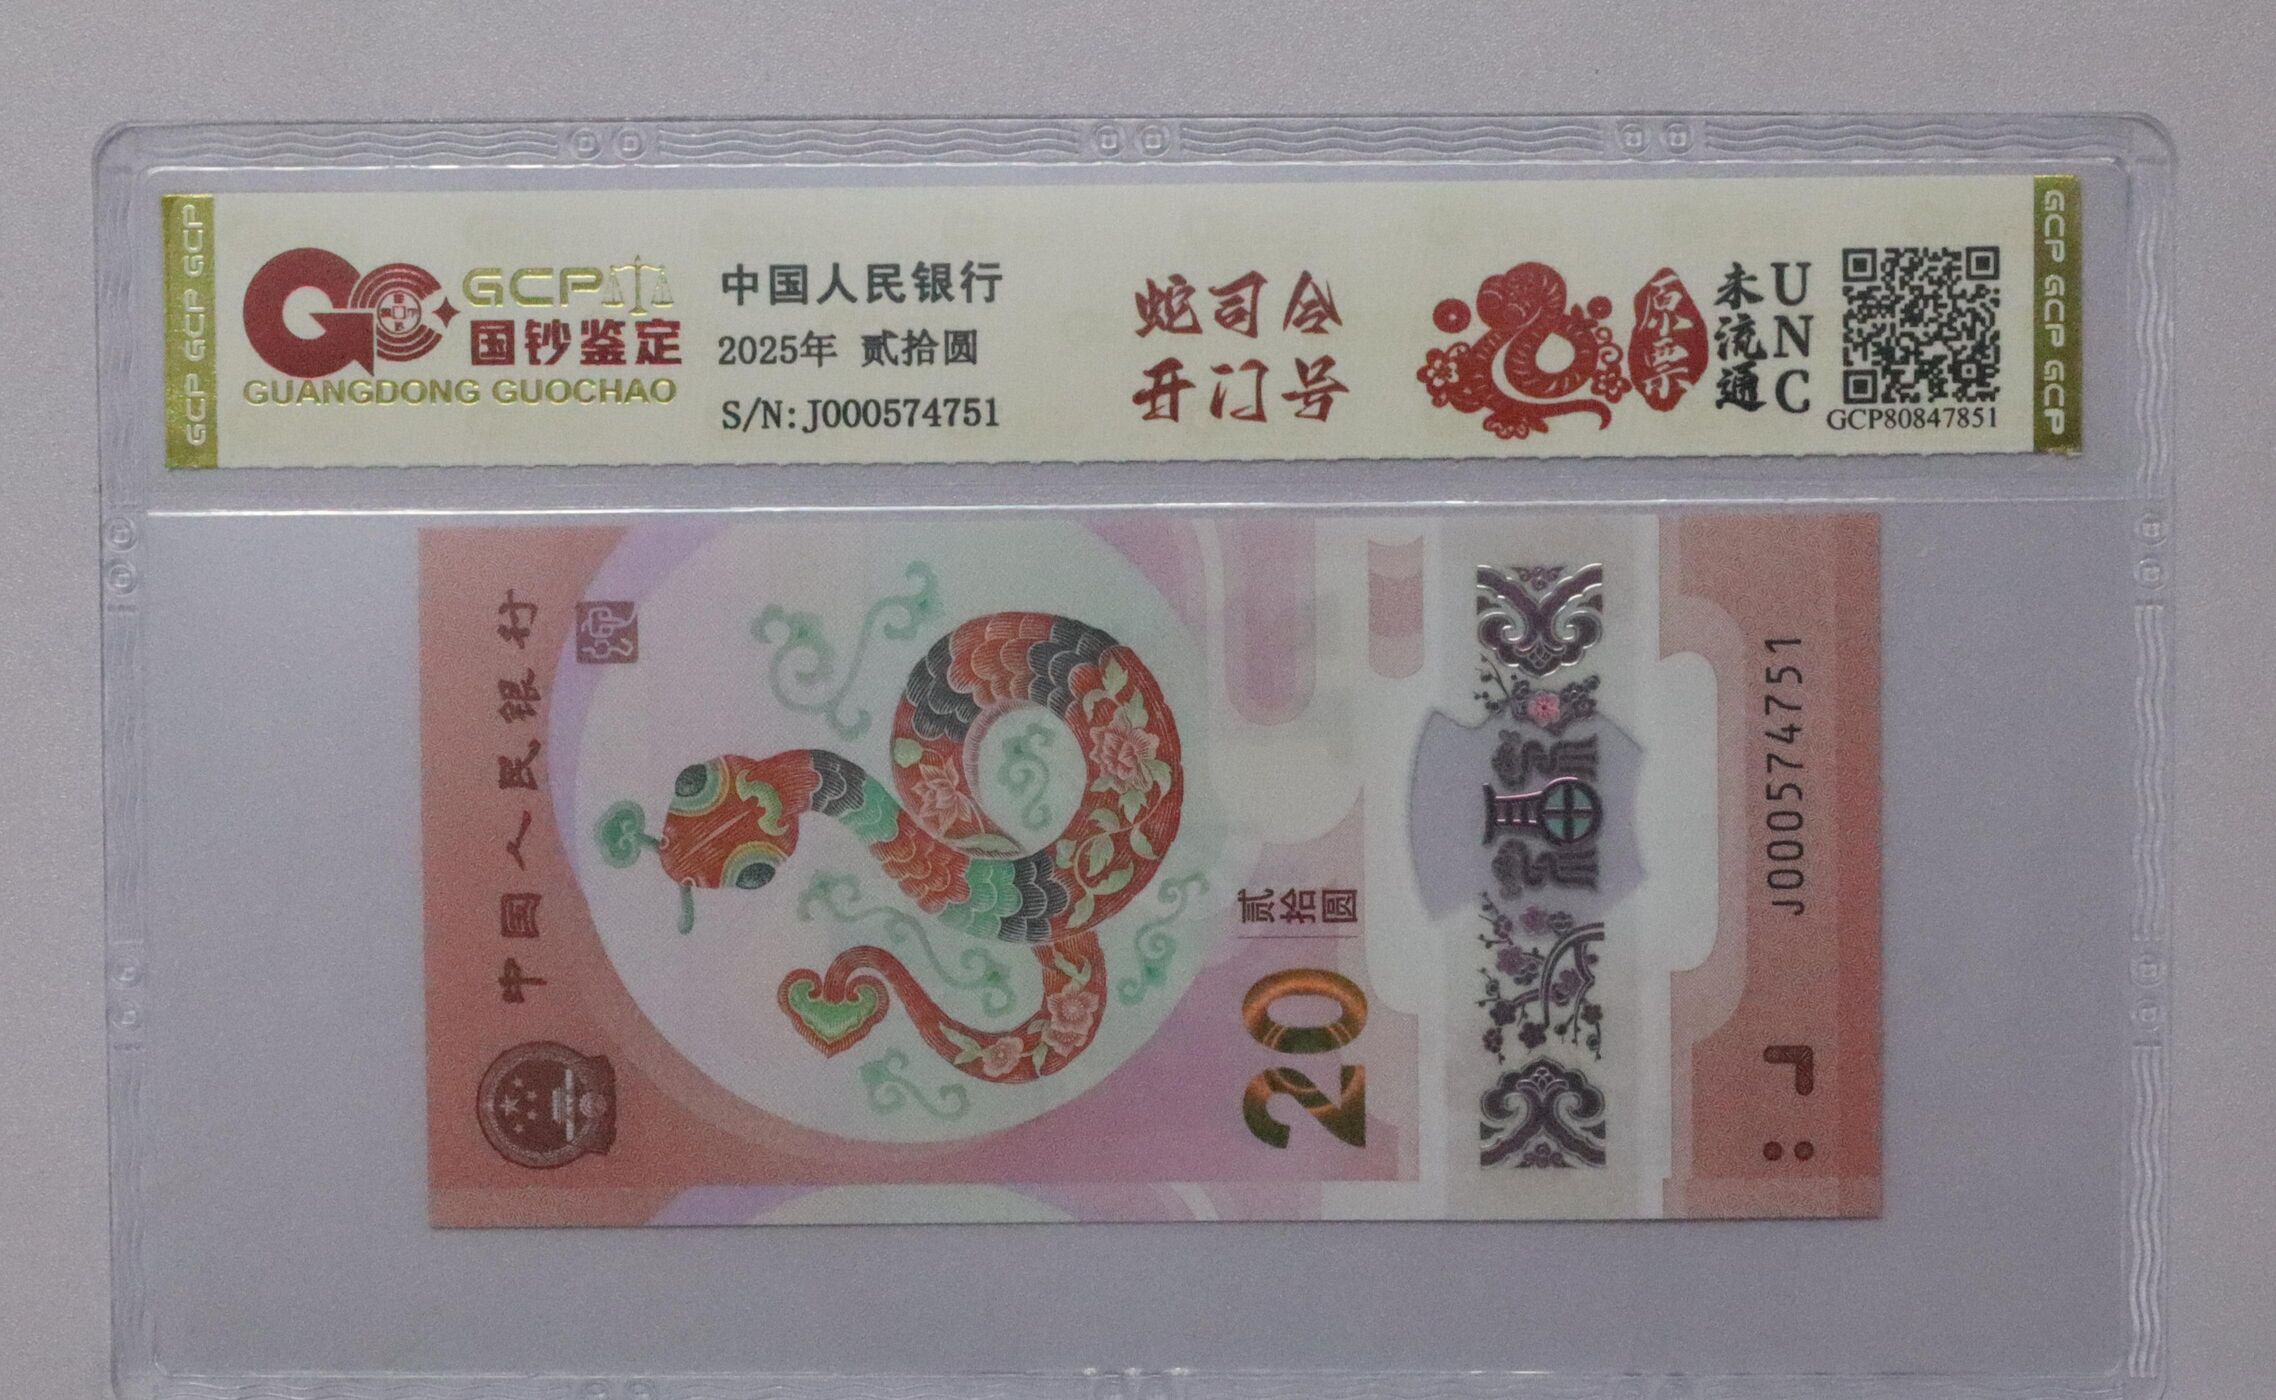 GCP GCP GCP
GCP
国钞鉴定
GUANGDONG GUOCHAO
中国人民银行
2025年 贰拾圆
S/N:J000574751
蛇司令
开门号
原票
未流通
UNC
GCP80847851
GCP GCP GCP
中国人民银行
贰拾圆
20
福
J000574751